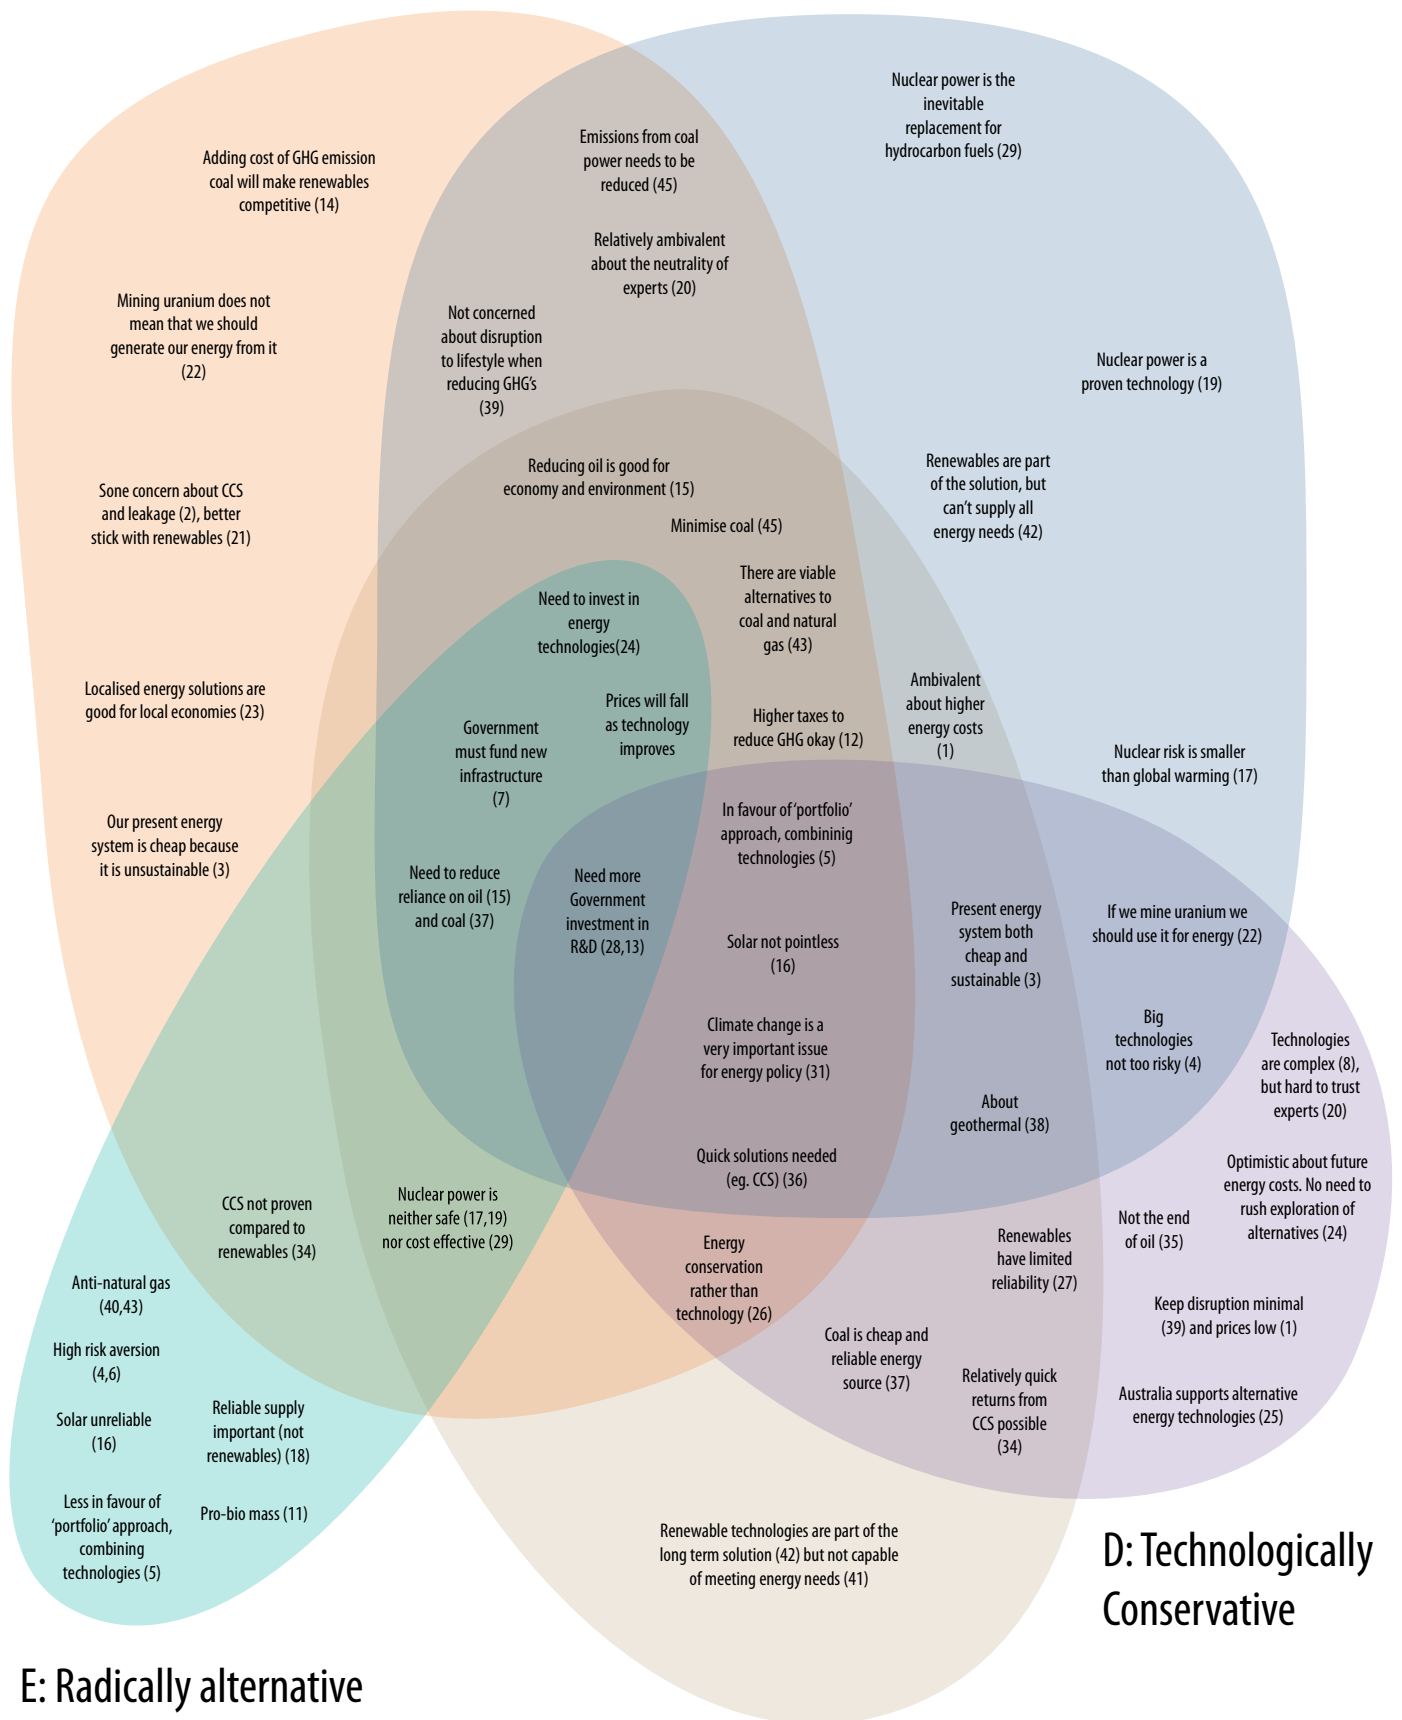 Nuclear power is the
inevitable
replacement for
hydrocarbon fuels (29)
Emissions from coal
power needs to be
reduced (45)
Adding cost of GHG emission
coal will make renewables
competitive (14)
Relatively ambivalent
about the neutrality of
experts (20)
Mining uranium does not
mean that we should
generate our energy from it
(22)
Not concerned
about disruption
to lifestyle when
reducing GHG's
(39)
Nuclear power is a
proven technology (19)
Reducing oil is good for
economy and environment (15)
Renewables are part
of the solution, but
can't supply all
energy needs (42)
Sone concern about CCS
and leakage (2), better
stick with renewables (21)
Minimise coal (45)
There are viable
alternatives to
coal and natural
gas (43)
Need to invest in
energy
technologies(24)
Localised energy solutions are
good for local economies (23)
Prices will fall
as technology
improves
Ambivalent
about higher
energy costs
(1)
Government
must fund new
infrastructure
(7)
Higher taxes to
reduce GHG okay (12)
Nuclear risk is smaller
than global warming (17)
Our present energy
system is cheap because
it is unsustainable (3)
In favour of 'portfolio'
approach, combininig
technologies (5)
Need to reduce
reliance on oil (15)
and coal (37)
Need more
Government
investment in
R&D (28,13)
Solar not pointless
(16)
Present energy
system both
cheap and
sustainable (3)
If we mine uranium we
should use it for energy (22)
Climate change is a
very important issue
for energy policy (31)
Big
technologies
not too risky (4)
Technologies
are complex (8),
but hard to trust
experts (20)
About
geothermal (38)
Quick solutions needed
(eg. CCS) (36)
Optimistic about future
energy costs. No need to
rush exploration of
alternatives (24)
CCS not proven
compared to
renewables (34)
Nuclear power is
neither safe (17,19)
nor cost effective (29)
Energy
conservation
rather than
technology (26)
Renewables
have limited
reliability (27)
Not the end
of oil (35)
Anti-natural gas
(40,43)
Keep disruption minimal
(39) and prices low (1)
High risk aversion
(4,6)
Coal is cheap and
reliable energy
source (37)
Relatively quick
returns from
CCS possible
(34)
Australia supports alternative
energy technologies (25)
Solar unreliable
(16)
Reliable supply
important (not
renewables) (18)
Less in favour of
'portfolio' approach,
combining
technologies (5)
Pro-bio mass (11)
Renewable technologies are part of the
long term solution (42) but not capable
of meeting energy needs (41)
D: Technologically
Conservative
E: Radically alternative